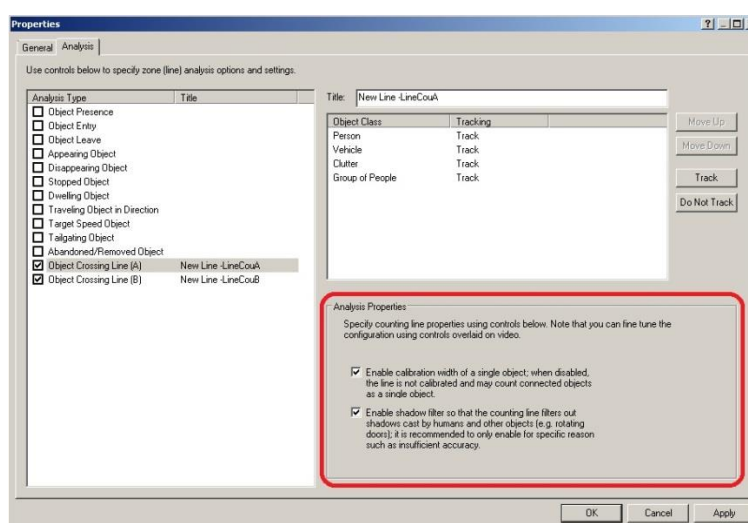 Properties
General Analysis
Use controls below to specify zone (line) analysis options and settings.
Analysis Type Title
Object Presence
Object Entry
Object Leave
Appearing Object
Disappearing Object
Stopped Object
Dwelling Object
Traveling Object in Direction
Target Speed Object
Tailgating Object
Abandoned/Removed Object
Object Crossing Line (A) New Line -LineCouA
Object Crossing Line (B) New Line -LineCouB
Title: New Line -LineCouA
Object Class Tracking
Person Track
Vehicle Track
Clutter Track
Group of People Track
Move Up
Move Down
Track
Do Not Track
Analysis Properties
Specify counting line properties using controls below. Note that you can fine tune the
configuration using controls overlaid on video.
Enable calibration width of a single object; when disabled,
the line is not calibrated and may count connected objects
as a single object.
Enable shadow filter so that the counting line filters out
shadows cast by humans and other objects (e.g. rotating
doors); it is recommended to only enable for specific reason
such as insufficient accuracy.
OK Cancel Apply